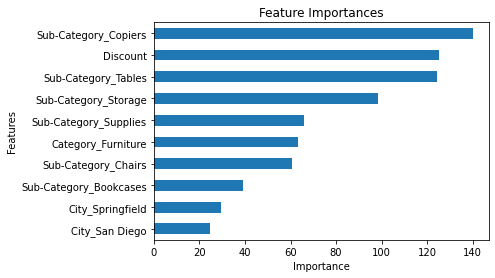 Feature Importances
Features
Sub-Category_Copiers
Discount
Sub-Category_Tables
Sub-Category_Storage
Sub-Category_Supplies
Category_Furniture
Sub-Category_Chairs
Sub-Category_Bookcases
City_Springfield
City_San Diego
0 20 40 60 80 100 120 140
Importance